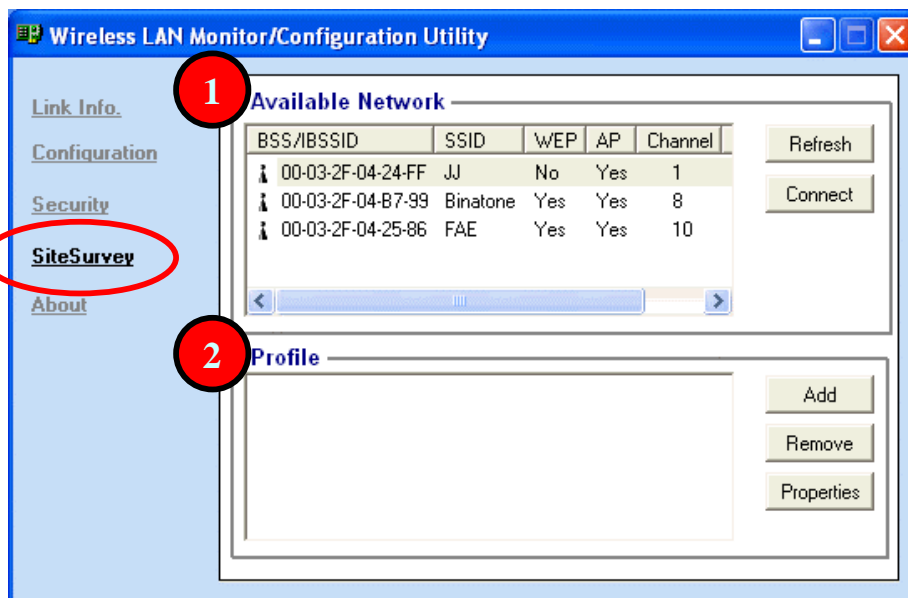 Wireless LAN Monitor/Configuration Utility
Link Info.
Configuration
Security
SiteSurvey
About
1
Available Network
BSS/IBSSID SSID WEP AP Channel
00-03-2F-04-24-FF JJ No Yes 1
00-03-2F-04-B7-99 Binatone Yes Yes 8
00-03-2F-04-25-86 FAE Yes Yes 10
Refresh
Connect
2
Profile
Add
Remove
Properties